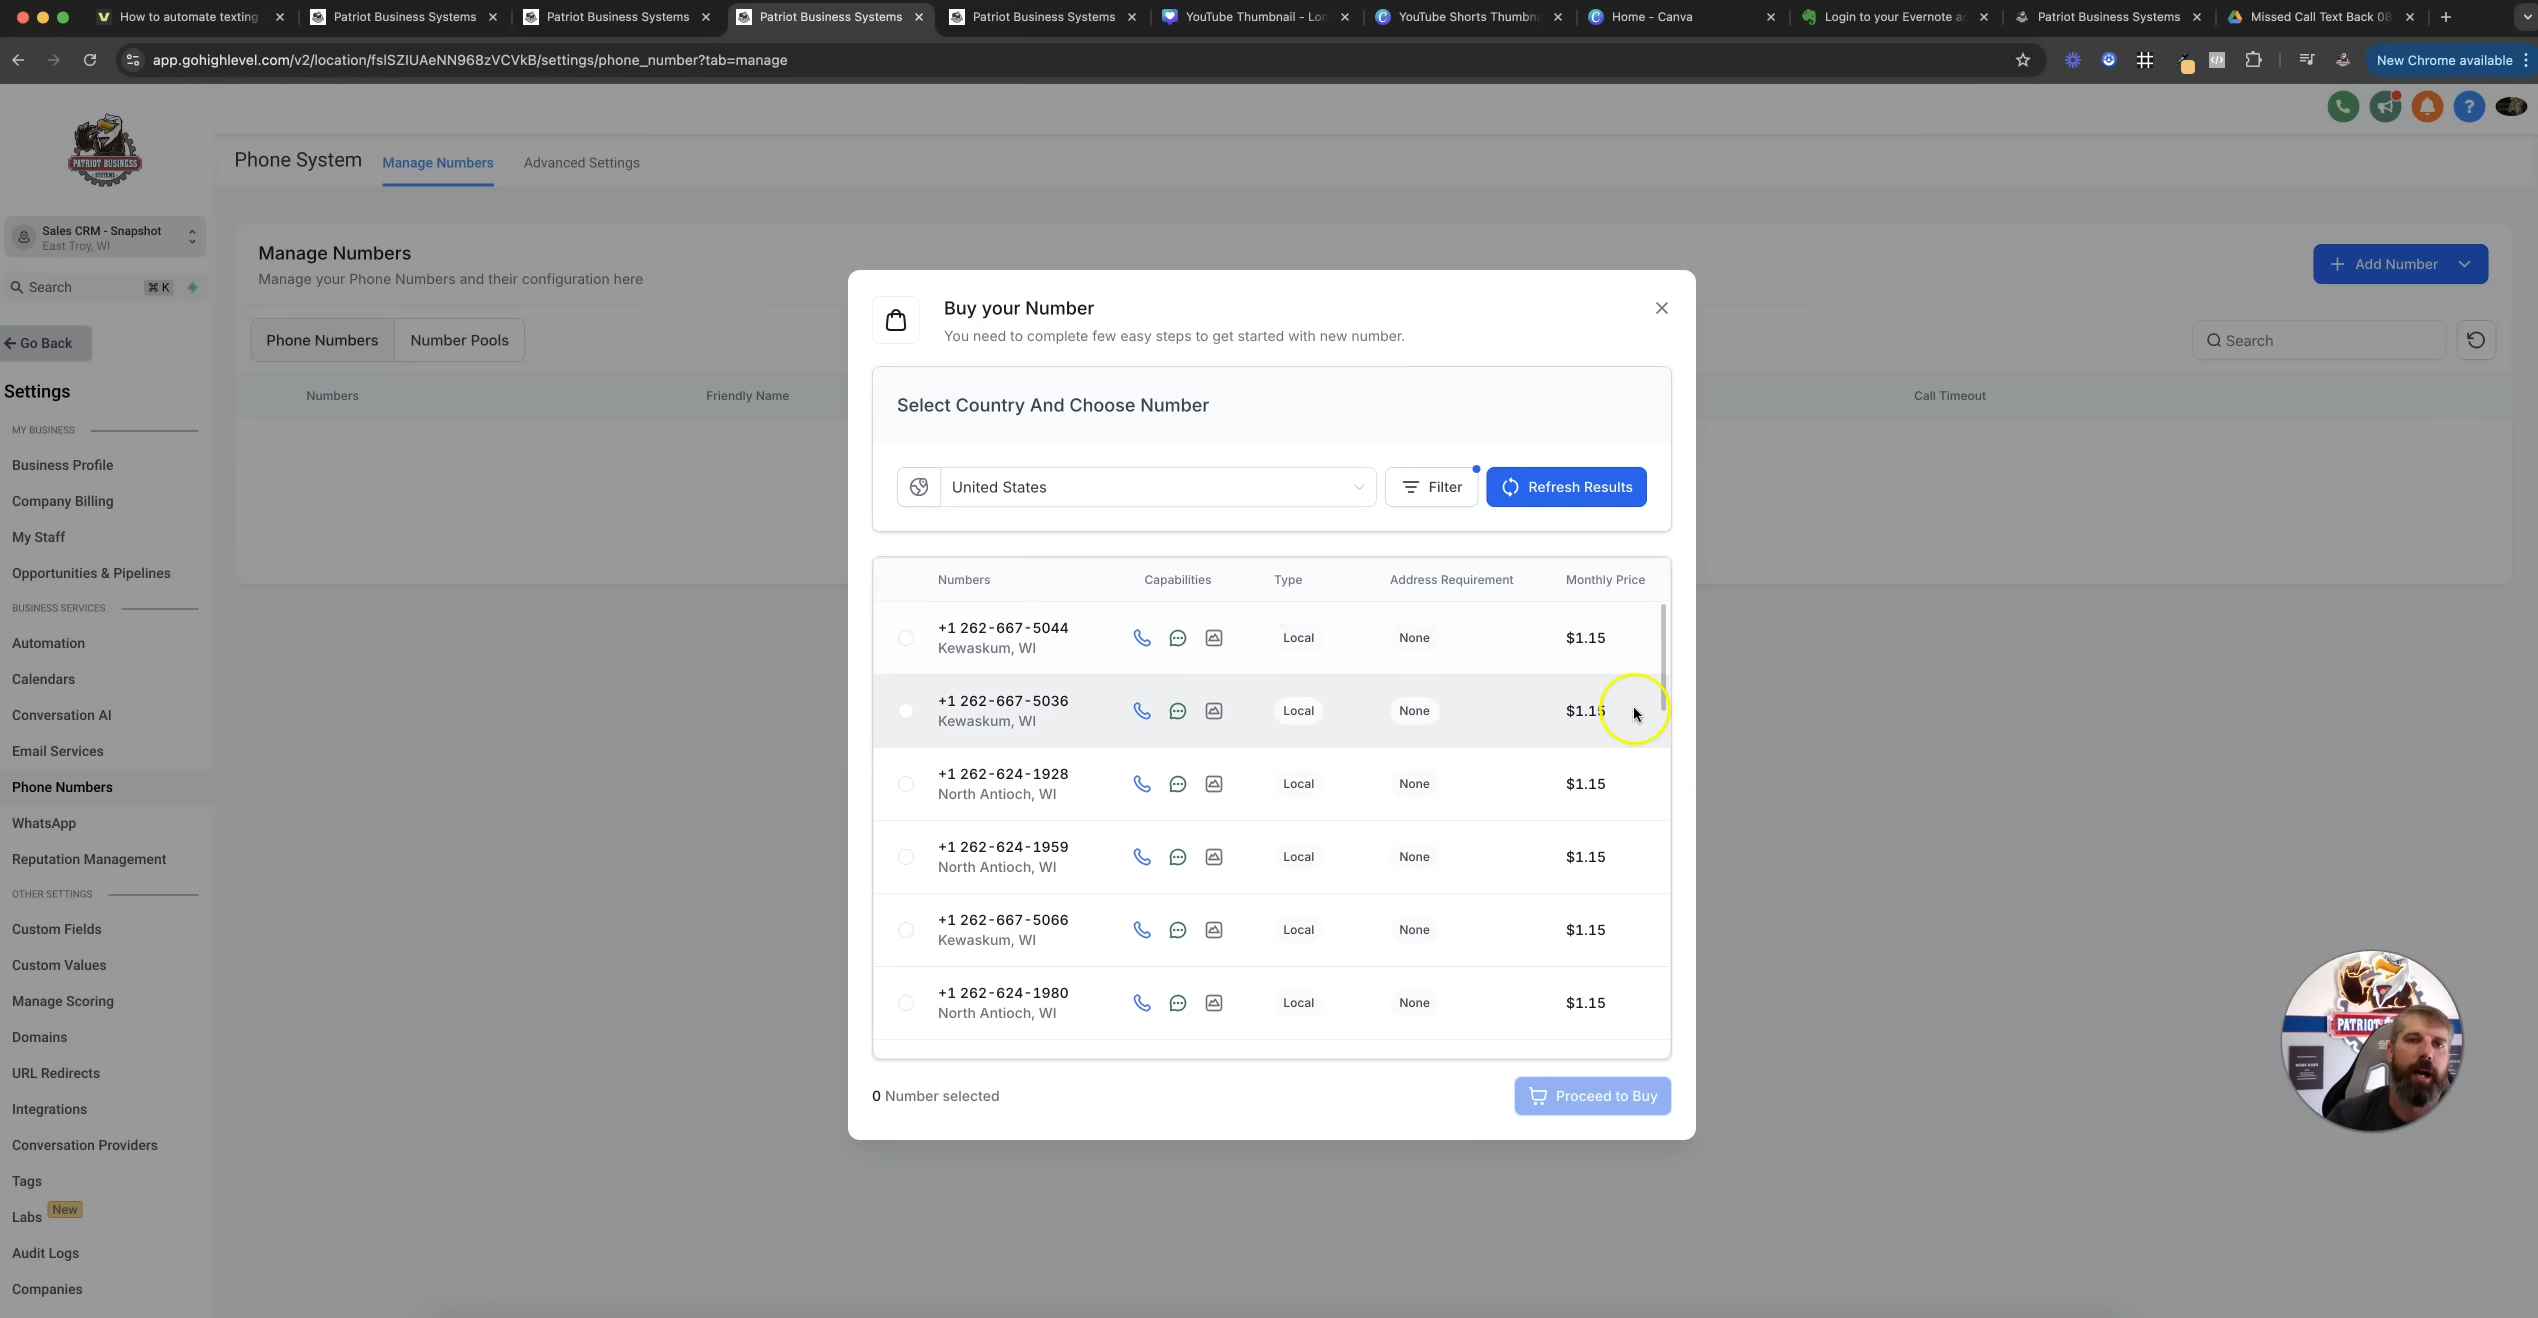 How to automate texting
Patriot Business Systems
Patriot Business Systems
Patriot Business Systems
Patriot Business Systems
YouTube Thumbnail - Lon
YouTube Shorts Thumbn
Home - Canva
Login to your Evernote a
Patriot Business Systems
Missed Call Text Back 08
app.gohighlevel.com/v2/location/fsISZIUAeNN968zVCVkB/settings/phone_number?tab=manage
New Chrome available
PATRIOT BUSINESS
SYSTEMS
Phone System
Manage Numbers
Advanced Settings
Sales CRM - Snapshot
East Troy, WI
Search
⌘ K
Go Back
Settings
MY BUSINESS
Business Profile
Company Billing
My Staff
Opportunities & Pipelines
BUSINESS SERVICES
Automation
Calendars
Conversation AI
Email Services
Phone Numbers
WhatsApp
Reputation Management
OTHER SETTINGS
Custom Fields
Custom Values
Manage Scoring
Domains
URL Redirects
Integrations
Conversation Providers
Tags
Labs New
Audit Logs
Companies
Manage Numbers
Manage your Phone Numbers and their configuration here
Add Number
Phone Numbers
Number Pools
Search
Numbers
Friendly Name
Call Timeout
Buy your Number
You need to complete few easy steps to get started with new number.
Select Country And Choose Number
United States
Filter
Refresh Results
Numbers Capabilities Type Address Requirement Monthly Price
+1 262-667-5044
Kewaskum, WI
Local None $1.15
+1 262-667-5036
Kewaskum, WI
Local None $1.15
+1 262-624-1928
North Antioch, WI
Local None $1.15
+1 262-624-1959
North Antioch, WI
Local None $1.15
+1 262-667-5066
Kewaskum, WI
Local None $1.15
+1 262-624-1980
North Antioch, WI
Local None $1.15
0 Number selected
Proceed to Buy
PATRIOT